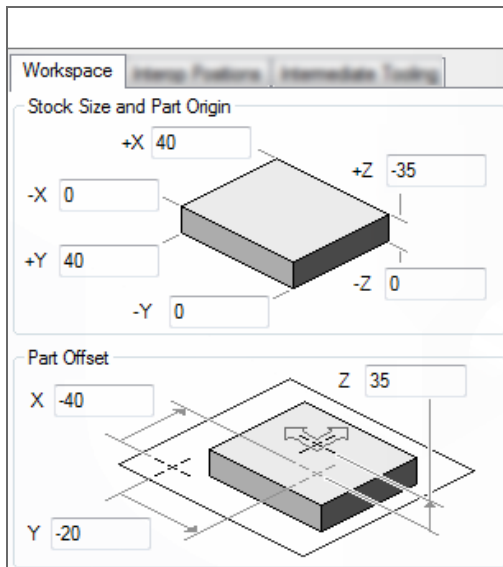 Workspace
Stock Size and Part Origin
+X 40
+Z -35
-X 0
+Y 40
-Z 0
-Y 0
Part Offset
Z 35
X -40
Y -20